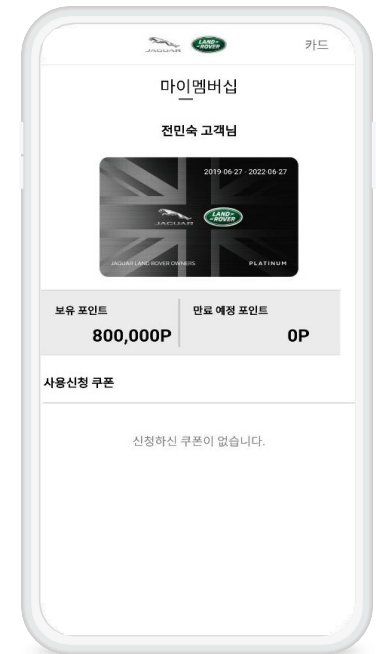 JAGUAR
LAND-
ROVER
카드
마이멤버십
전민숙 고객님
2019-06-27 - 2022-06-27
JAGUAR
LAND-
ROVER
JAGUAR LAND ROVER OWNERS
PLATINUM
보유 포인트
만료 예정 포인트
800,000P
0P
사용신청 쿠폰
신청하신 쿠폰이 없습니다.